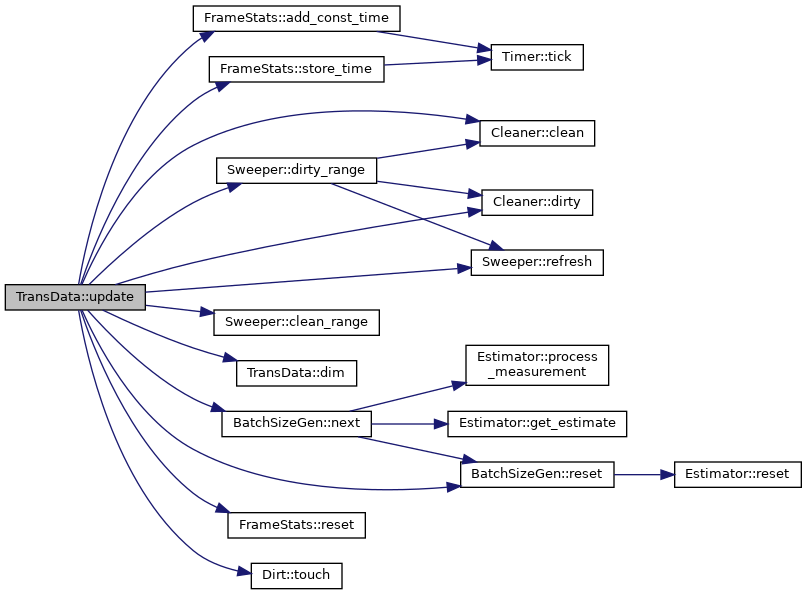 FrameStats::add_const_time
Timer::tick
FrameStats::store_time
Cleaner::clean
Sweeper::dirty_range
Cleaner::dirty
Sweeper::refresh
TransData::update
Sweeper::clean_range
Estimator::process
_measurement
TransData::dim
BatchSizeGen::next
Estimator::get_estimate
BatchSizeGen::reset
Estimator::reset
FrameStats::reset
Dirt::touch